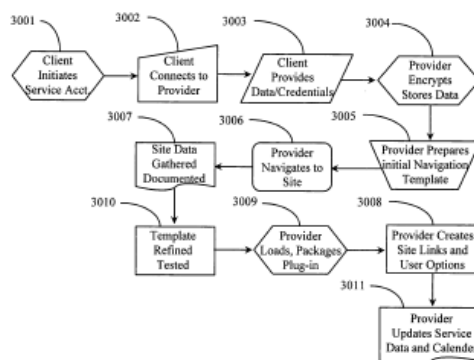 3001
Client
Initiates
Service Acct.
3002
Client
Connects to
Provider
3003
Client
Provides
Data/Credentials
3004
Provider
Encrypts
Stores Data
3005
Provider Prepares
initial Navigation
Template
3006
Provider
Navigates to
Site
3007
Site Data
Gathered
Documented
3010
Template
Refined
Tested
3009
Provider
Loads, Packages
Plug-in
3008
Provider Creates
Site Links and
User Options
3011
Provider
Updates Service
Data and Calender